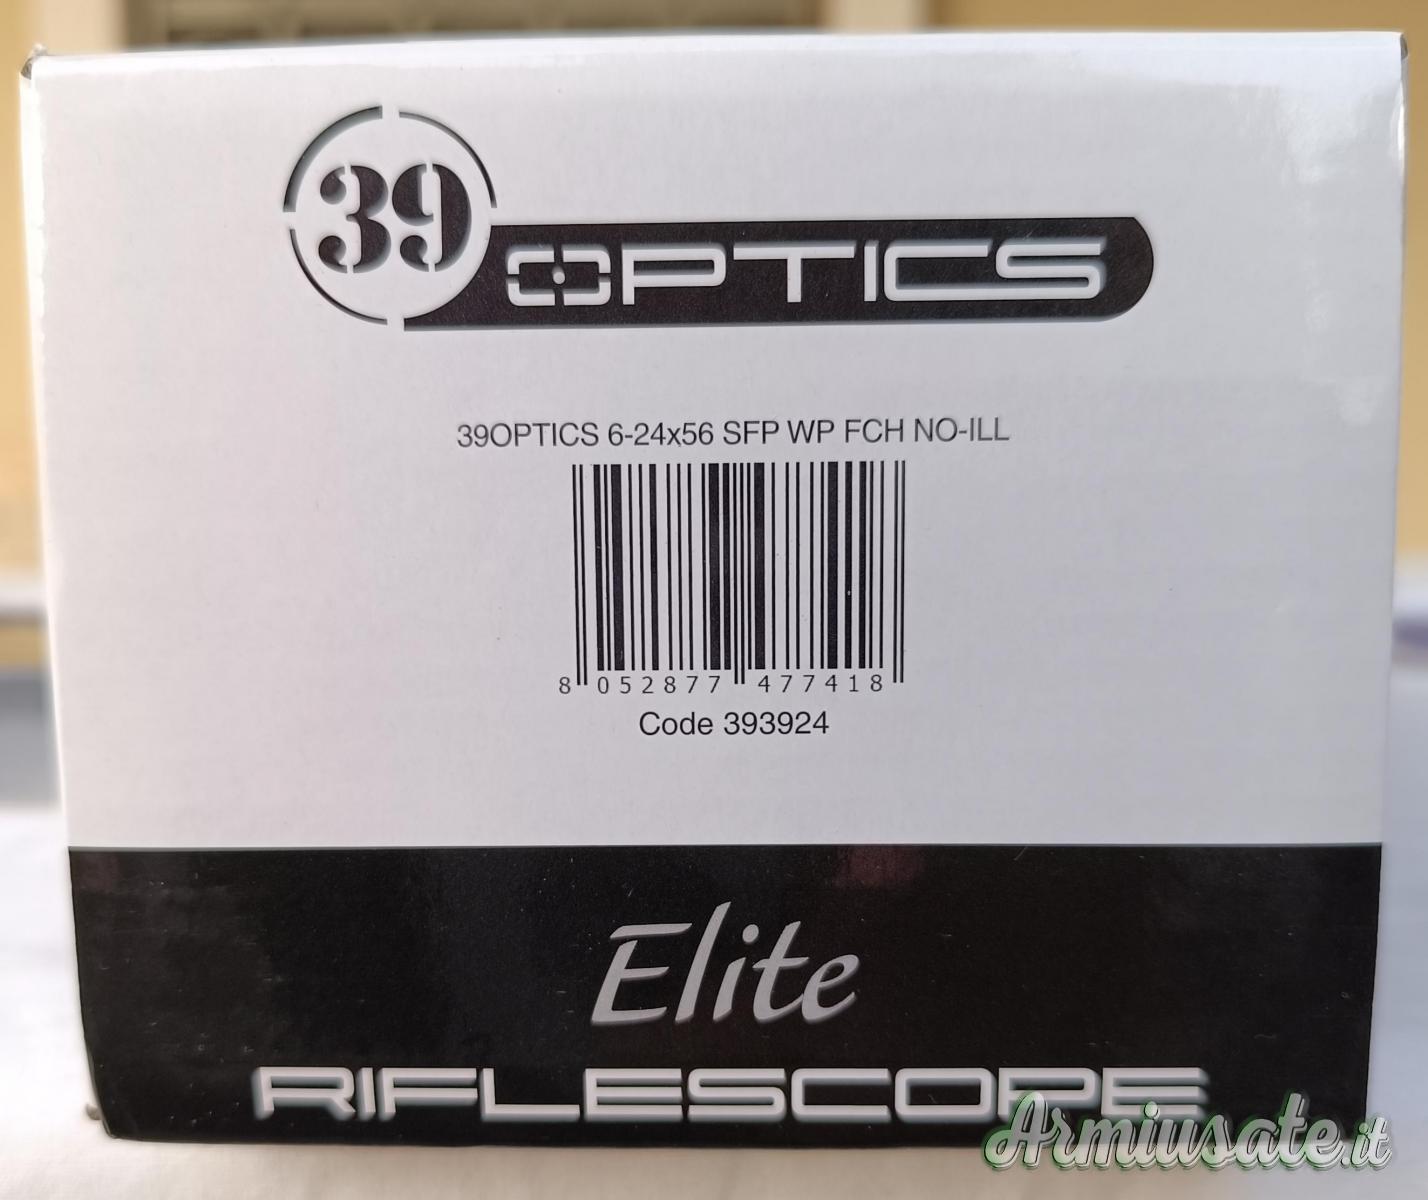 39 OPTICS
39OPTICS 6-24x56 SFP WP FCH NO-ILL
8 052877 477418
Code 393924
Elite
RIFLESCOPE
Armiusate.it